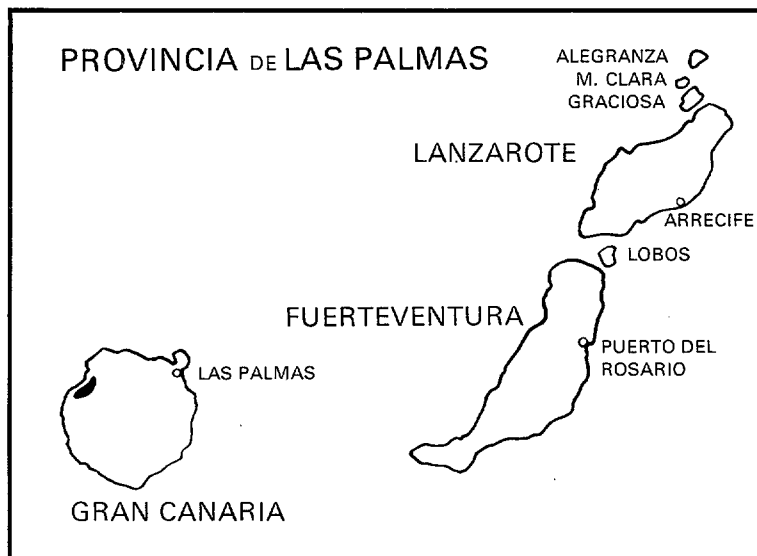 PROVINCIA DE LAS PALMAS
ALEGRANZA
M. CLARA
GRACIOSA
LANZAROTE
ARRECIFE
LOBOS
FUERTEVENTURA
PUERTO DEL
ROSARIO
LAS PALMAS
GRAN CANARIA